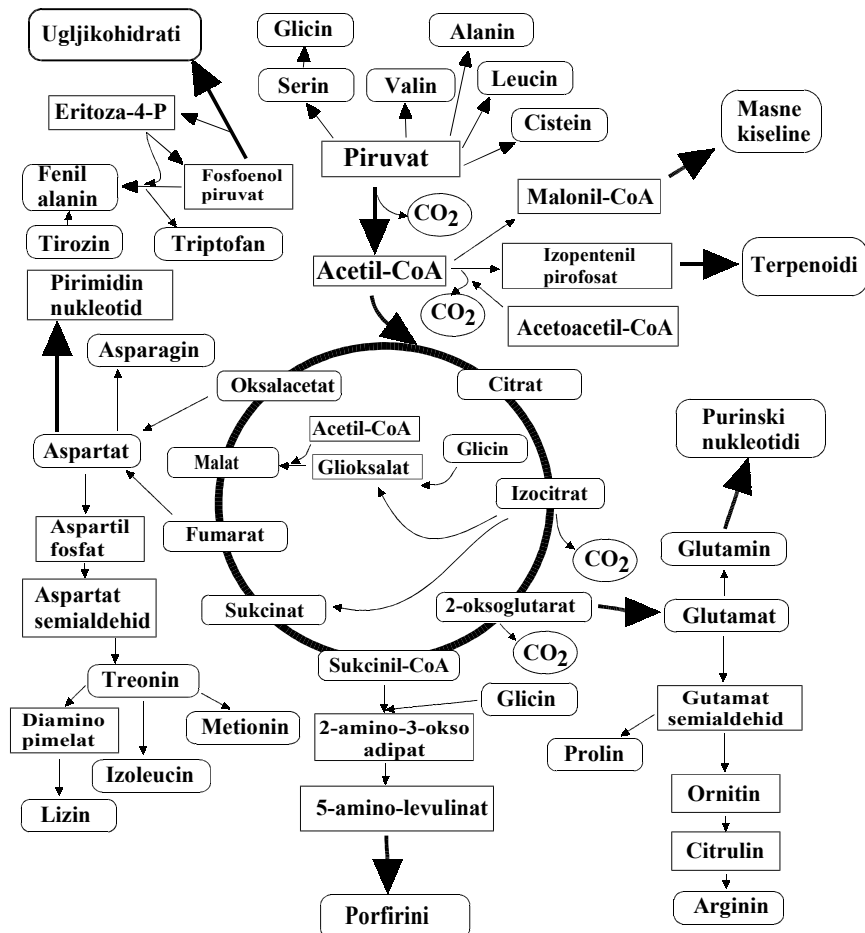 Ugljikohidrati
Glicin
Alanin
Serin
Valin
Leucin
Cistein
Masne
kiseline
Eritoza-4-P
Piruvat
Fosfoenol
piruvat
Fenil
alanin
Malonil-CoA
CO2
Tirozin
Triptofan
Acetil-CoA
Izopentenil
pirofosat
Terpenoidi
Pirimidin
nukleotid
CO2
Acetoacetil-CoA
Asparagin
Oksalacetat
Citrat
Purinski
nukleotidi
Acetil-CoA
Aspartat
Malat
Glioksalat
Glicin
Izocitrat
Aspartil
fosfat
Fumarat
CO2
Glutamin
Aspartat
semialdehid
Sukcinat
2-oksoglutarat
Glutamat
CO2
Sukcinil-CoA
Treonin
Glicin
Gutamat
semialdehid
Diamino
pimelat
Metionin
2-amino-3-okso
adipat
Prolin
Izoleucin
Ornitin
Lizin
5-amino-levulinat
Citrulin
Porfirini
Arginin